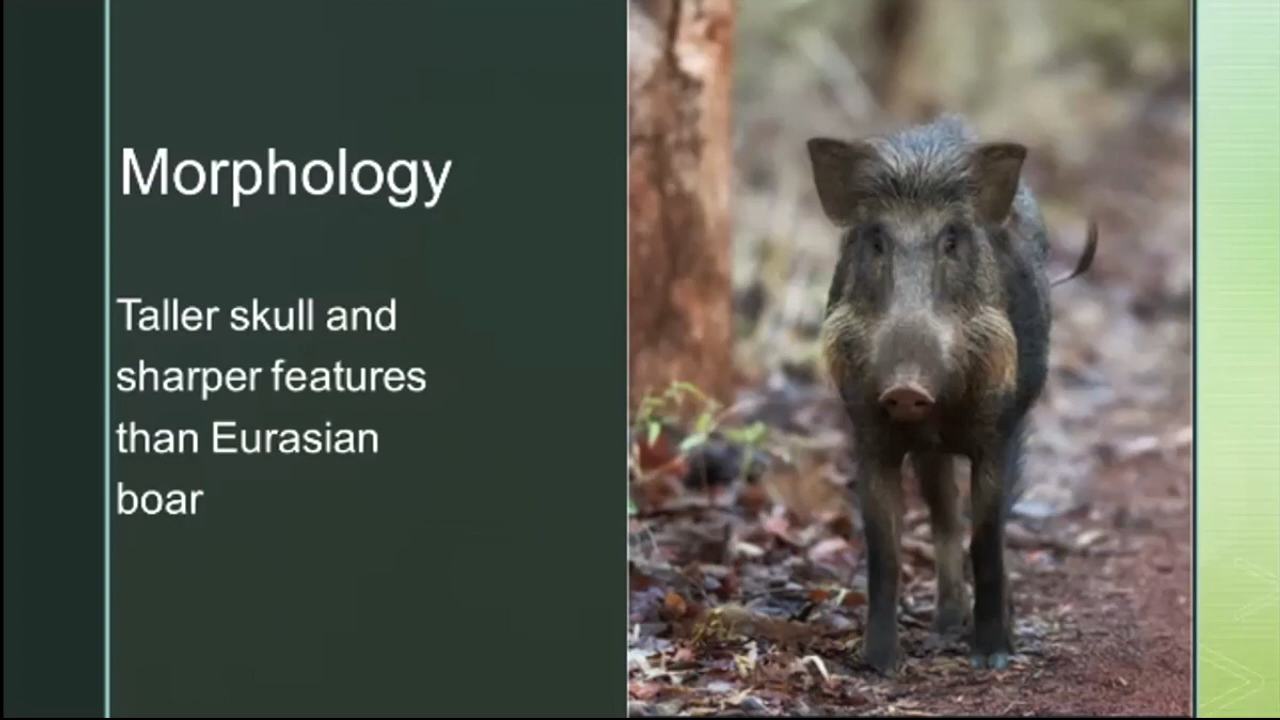 Morphology
Taller skull and
sharper features
than Eurasian
boar